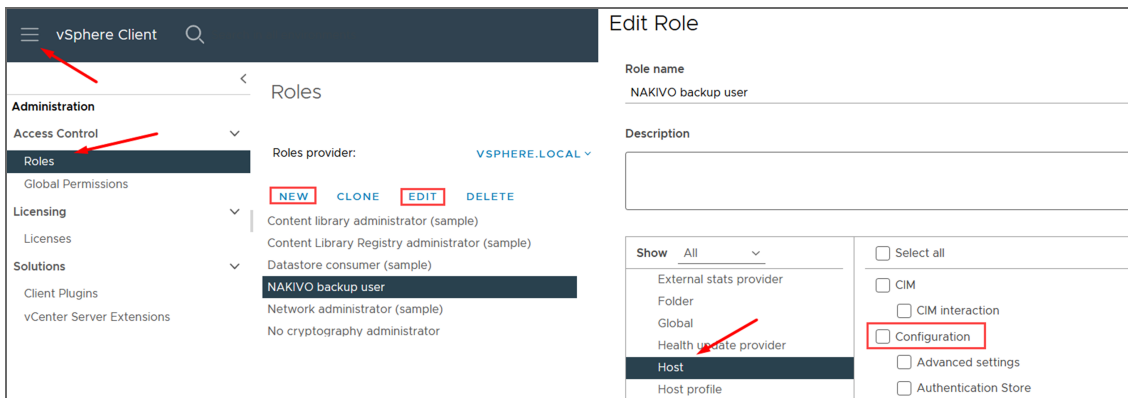 vSphere Client
Administration
Access Control
Roles
Global Permissions
Licensing
Licenses
Solutions
Client Plugins
vCenter Server Extensions
Roles
Roles provider: VSPHERE.LOCAL
NEW CLONE EDIT DELETE
Content library administrator (sample)
Content Library Registry administrator (sample)
Datastore consumer (sample)
NAKIVO backup user
Network administrator (sample)
No cryptography administrator
Edit Role
Role name
NAKIVO backup user
Description
Show All
External stats provider
Folder
Global
Health update provider
Host
Host profile
Select all
CIM
CIM interaction
Configuration
Advanced settings
Authentication Store